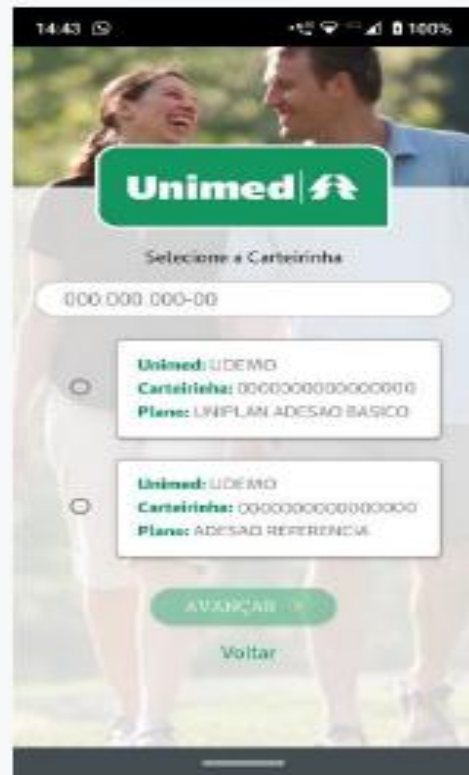 14:43
100%
Unimed
Selecione a Carteirinha
000.000.000-00
Unimed: UDEMO
Carteirinha: 0000000000000000
Plano: UNIPLAN ADESAO BASICO
Unimed: UDEMO
Carteirinha: 0000000000000000
Plano: ADESAO REFERENCIA
AVANÇAR
Voltar